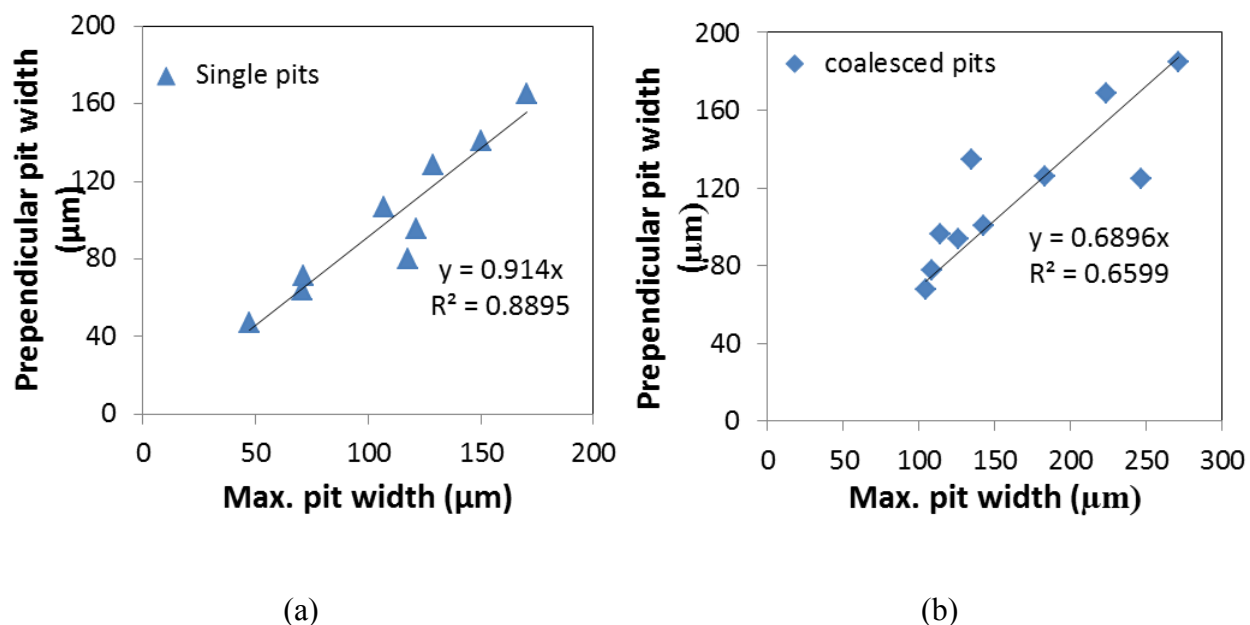 200
160
120
80
40
0
Prependicular pit width
(µm)
Single pits
y = 0.914x
R² = 0.8895
0 50 100 150 200
Max. pit width (µm)
(a)
200
160
120
80
40
0
Prependicular pit width
(µm)
coalesced pits
y = 0.6896x
R² = 0.6599
0 50 100 150 200 250 300
Max. pit width (µm)
(b)